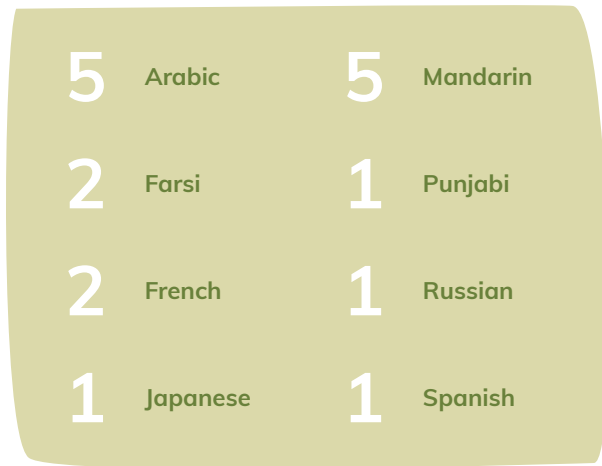 5 Arabic
2 Farsi
2 French
1 Japanese
5 Mandarin
1 Punjabi
1 Russian
1 Spanish